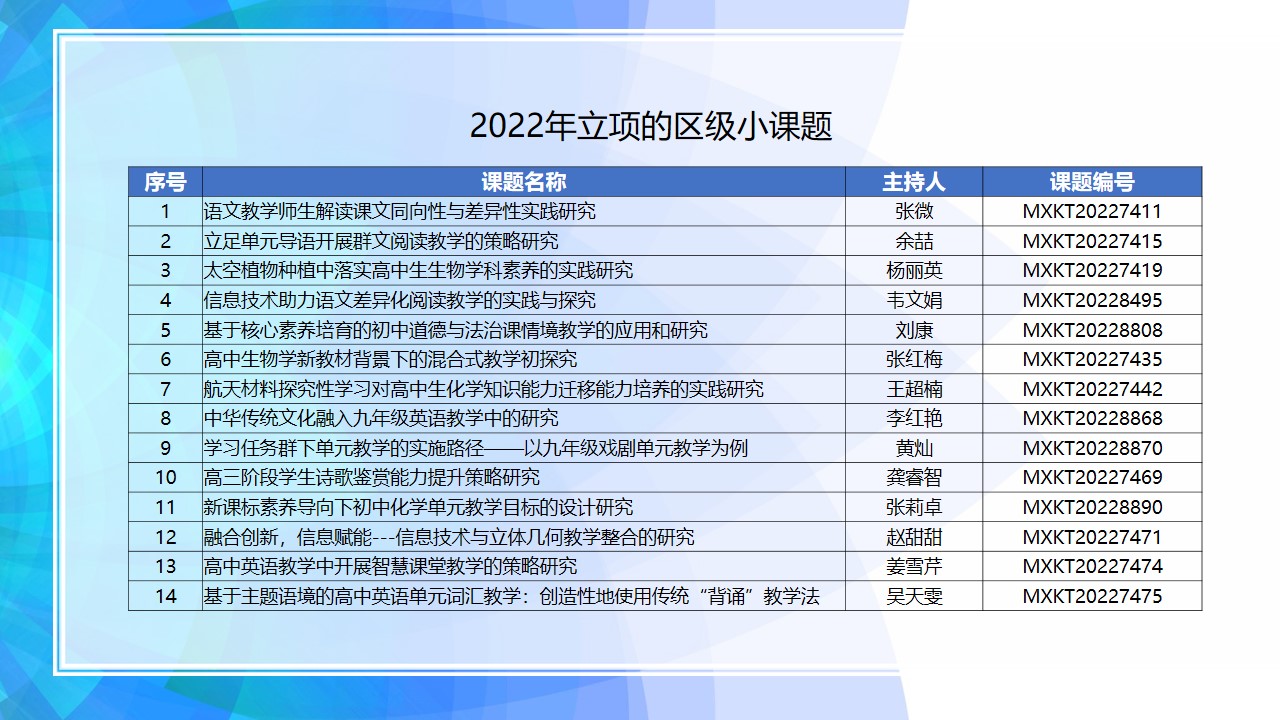 2022年立项的区级小课题
序号 课题名称 主持人 课题编号
1 语文教学师生解读课文同向性与差异性实践研究 张微 MXKT20227411
2 立足单元导语开展群文阅读教学的策略研究 余喆 MXKT20227415
3 太空植物种植中落实高中生生物学科素养的实践研究 杨丽英 MXKT20227419
4 信息技术助力语文差异化阅读教学的实践与探究 韦文娟 MXKT20228495
5 基于核心素养培育的初中道德与法治课情境教学的应用和研究 刘康 MXKT20228808
6 高中生物学新教材背景下的混合式教学初探究 张红梅 MXKT20227435
7 航天材料探究性学习对高中生化学知识能力迁移能力培养的实践研究 王超楠 MXKT20227442
8 中华传统文化融入九年级英语教学中的研究 李红艳 MXKT20228868
9 学习任务群下单元教学的实施路径——以九年级戏剧单元教学为例 黄灿 MXKT20228870
10 高三阶段学生诗歌鉴赏能力提升策略研究 龚睿智 MXKT20227469
11 新课标素养导向下初中化学单元教学目标的设计研究 张莉卓 MXKT20228890
12 融合创新，信息赋能---信息技术与立体几何教学整合的研究 赵甜甜 MXKT20227471
13 高中英语教学中开展智慧课堂教学的策略研究 姜雪芹 MXKT20227474
14 基于主题语境的高中英语单元词汇教学：创造性地使用传统“背诵”教学法 吴天雯 MXKT20227475